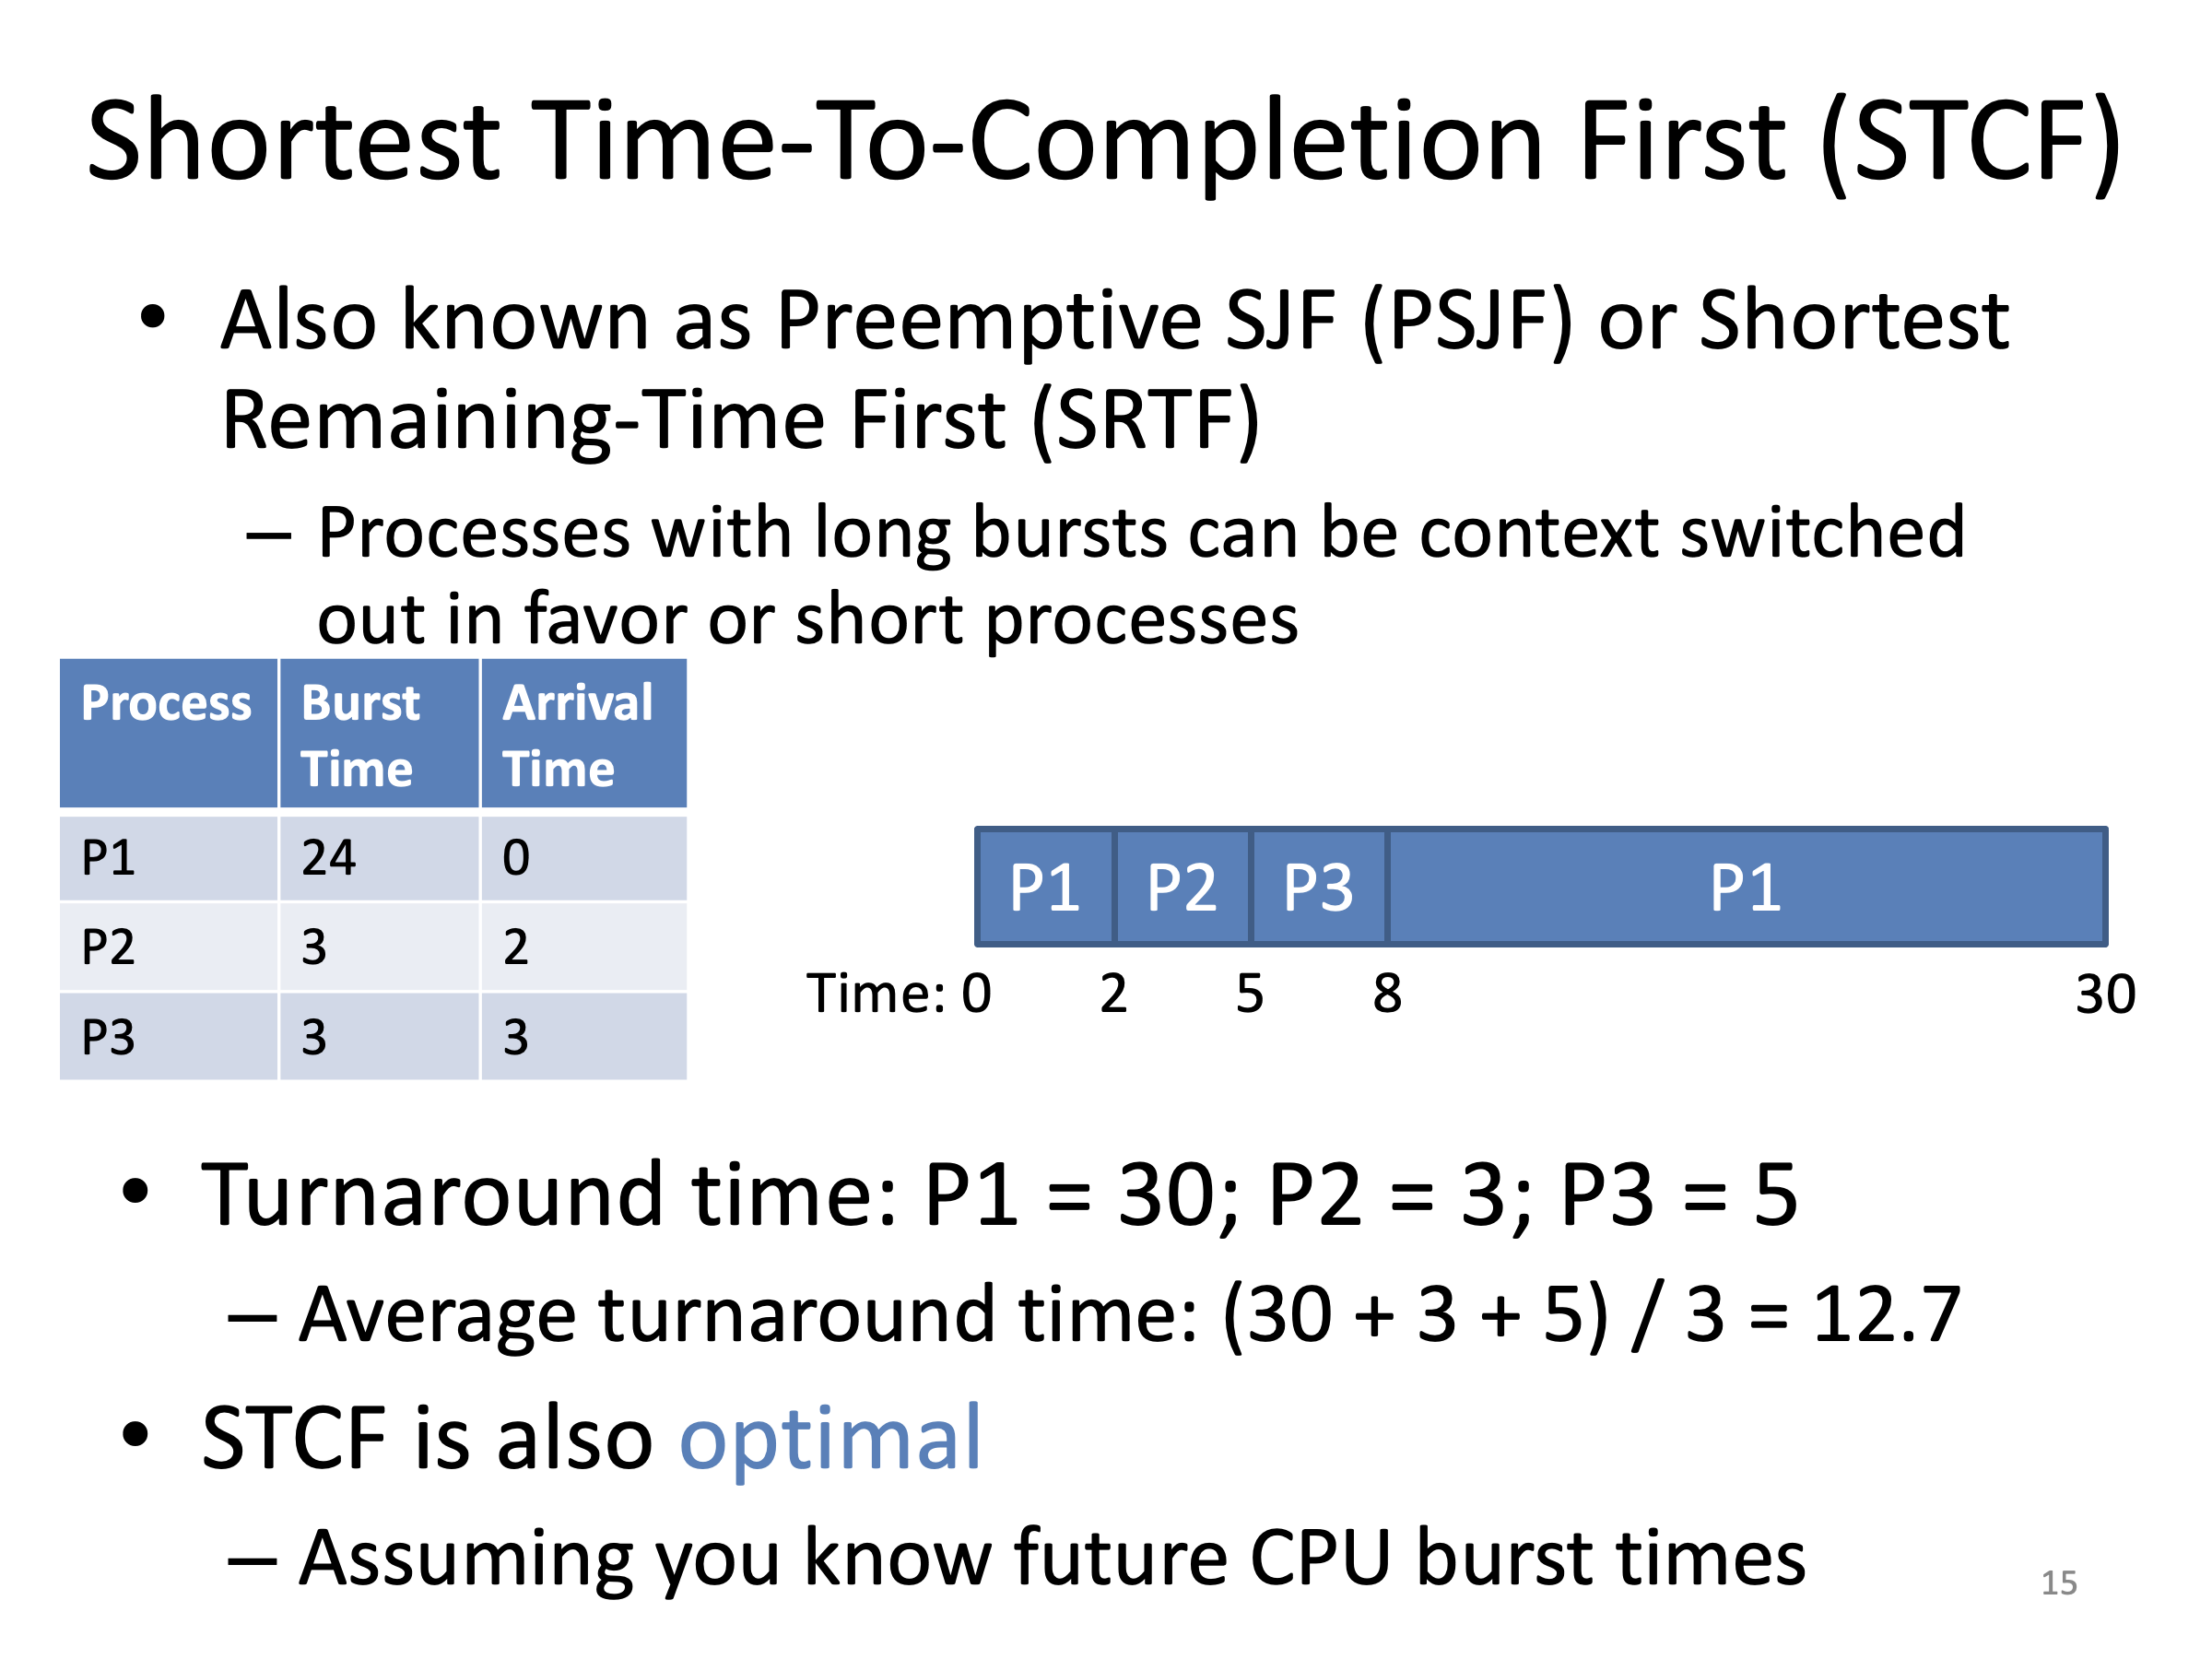 Shortest Time-To-Completion First (STCF)
• Also known as Preemptive SJF (PSJF) or Shortest
Remaining-Time First (SRTF)
– Processes with long bursts can be context switched
out in favor or short processes
Process Burst Time Arrival Time
P1 24 0
P2 3 2
P3 3 3
P1 P2 P3 P1
Time: 0 2 5 8 30
• Turnaround time: P1 = 30; P2 = 3; P3 = 5
– Average turnaround time: (30 + 3 + 5) / 3 = 12.7
• STCF is also optimal
– Assuming you know future CPU burst times
15